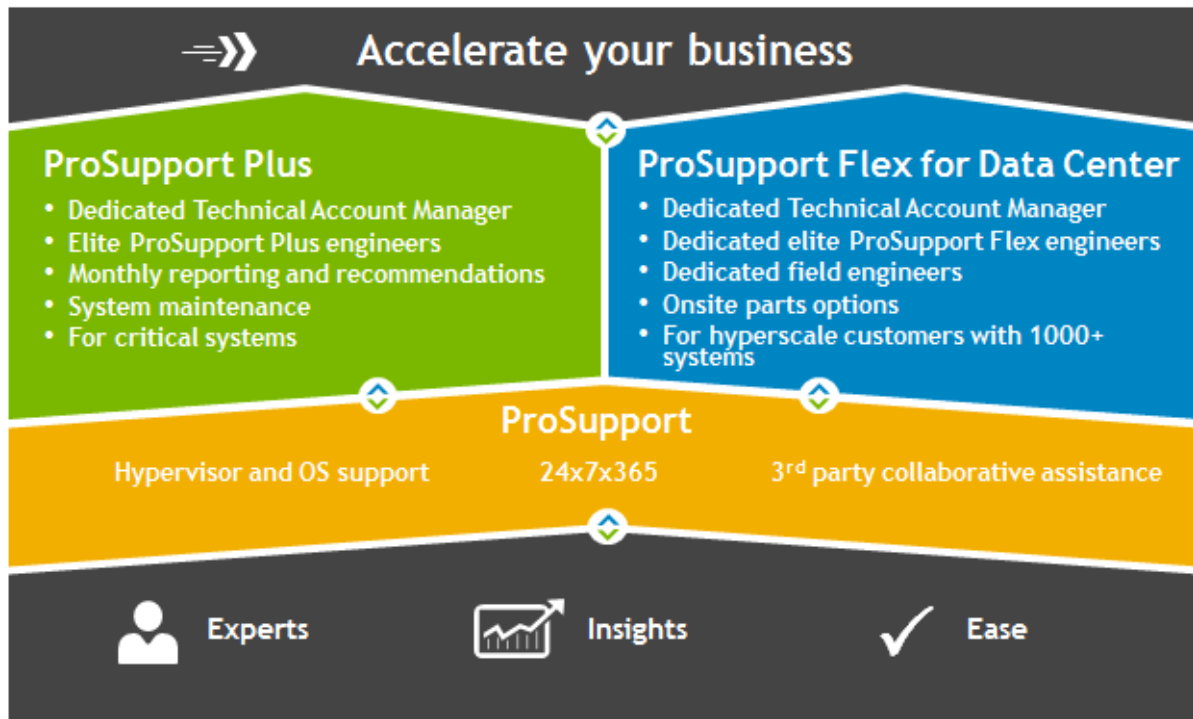 Accelerate your business
ProSupport Plus
• Dedicated Technical Account Manager
• Elite ProSupport Plus engineers
• Monthly reporting and recommendations
• System maintenance
• For critical systems
ProSupport Flex for Data Center
• Dedicated Technical Account Manager
• Dedicated elite ProSupport Flex engineers
• Dedicated field engineers
• Onsite parts options
• For hyperscale customers with 1000+
systems
ProSupport
Hypervisor and OS support 24x7x365 3rd party collaborative assistance
Experts Insights Ease